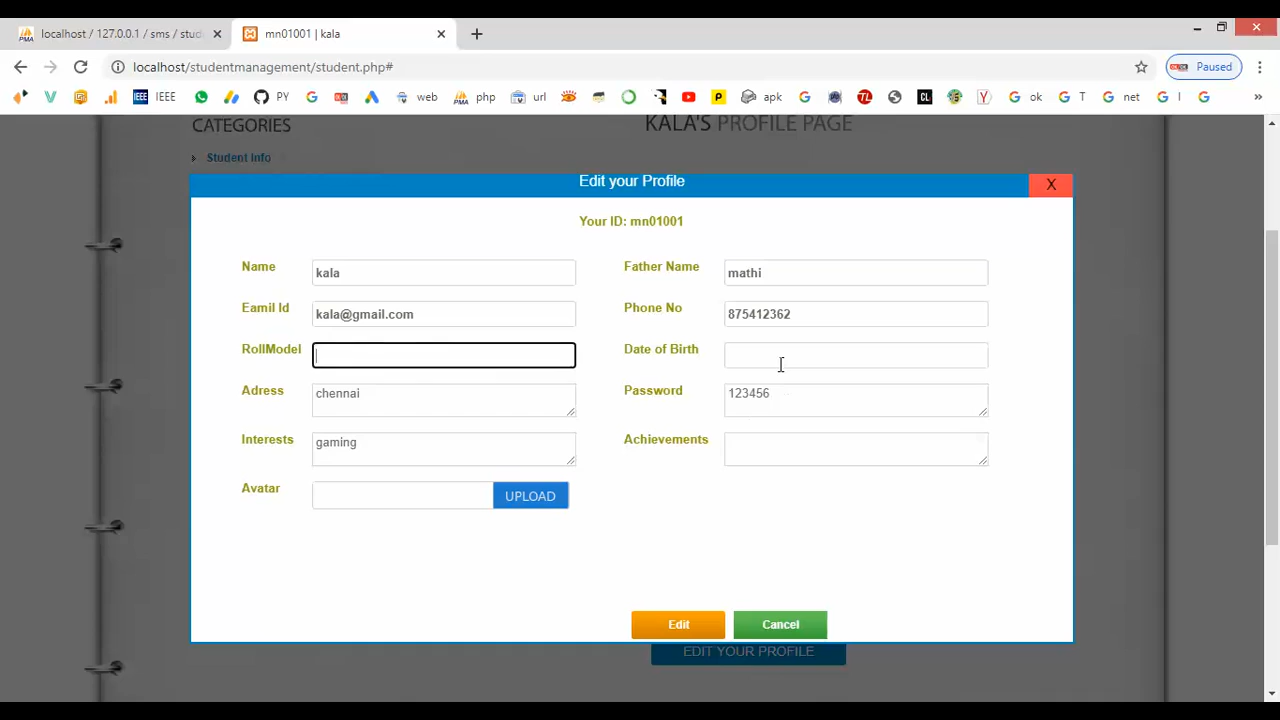 localhost / 127.0.0.1 / sms / stud
mn01001 | kala
localhost/studentmanagement/student.php#
Paused
IEEE PY web php url apk ok T net I »
CATEGORIES
KALA'S PROFILE PAGE
Student Info
Edit your Profile
X
Your ID: mn01001
Name kala Father Name mathi
Eamil Id kala@gmail.com Phone No 875412362
RollModel Date of Birth
Adress chennai Password 123456
Interests gaming Achievements
Avatar UPLOAD
Edit Cancel
EDIT YOUR PROFILE